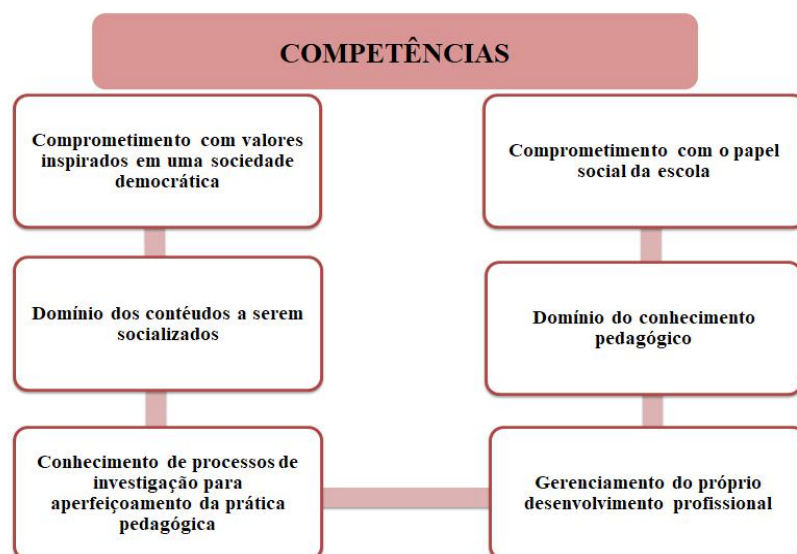 COMPETÊNCIAS
Comprometimento com valores
inspirados em uma sociedade
democrática
Comprometimento com o papel
social da escola
Domínio dos contéudos a serem
socializados
Domínio do conhecimento
pedagógico
Conhecimento de processos de
investigação para
aperfeiçoamento da prática
pedagógica
Gerenciamento do próprio
desenvolvimento profissional